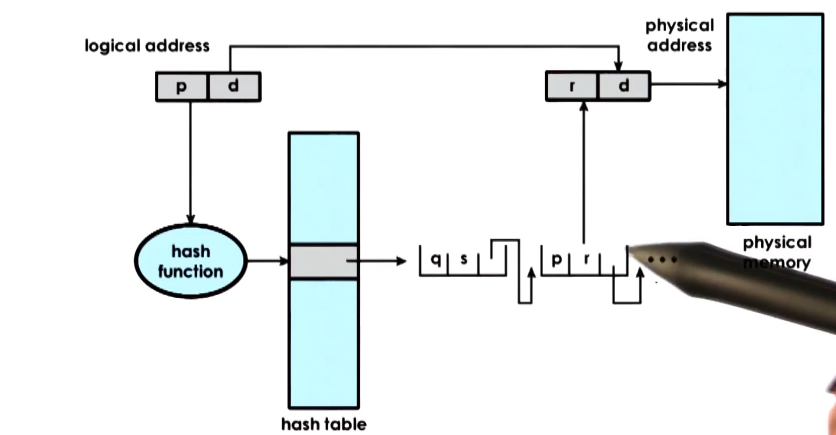 logical address
physical
address
p d
r d
hash
function
q s
p r
...
physical
memory
hash table